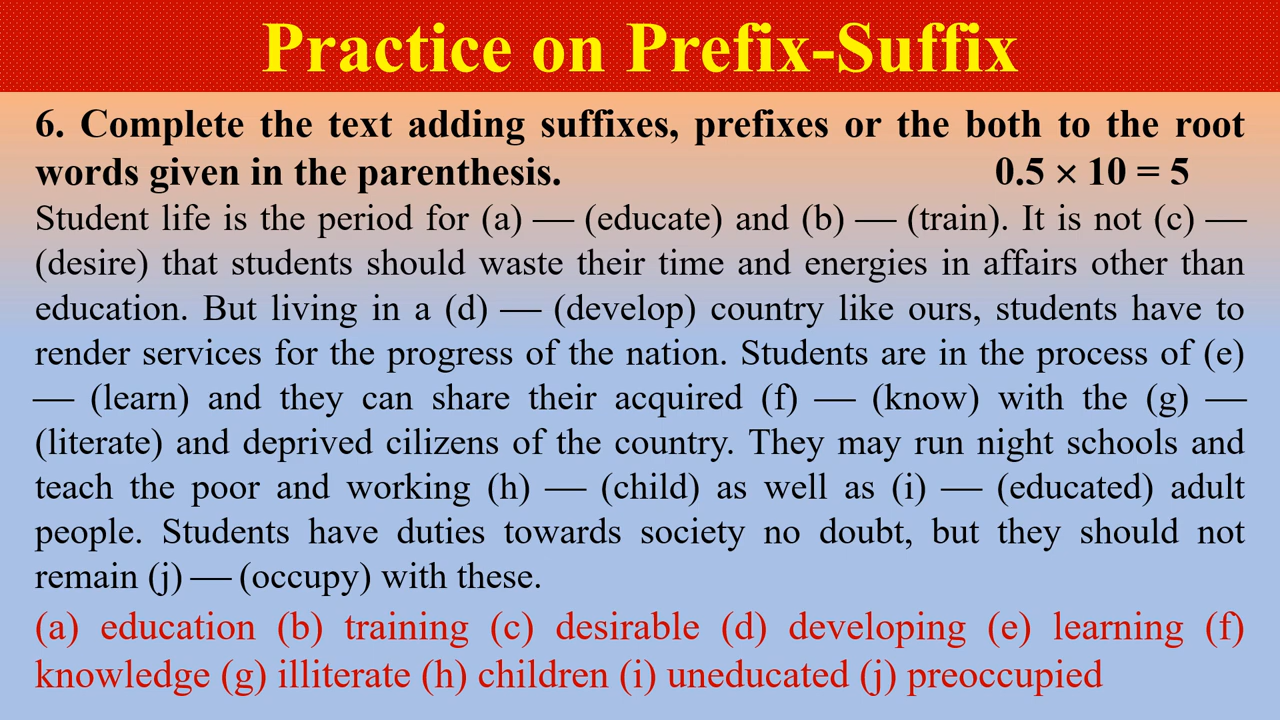 Practice on Prefix-Suffix
6. Complete the text adding suffixes, prefixes or the both to the root
words given in the parenthesis. 0.5 × 10 = 5
Student life is the period for (a) — (educate) and (b) — (train). It is not (c) —
(desire) that students should waste their time and energies in affairs other than
education. But living in a (d) — (develop) country like ours, students have to
render services for the progress of the nation. Students are in the process of (e)
— (learn) and they can share their acquired (f) — (know) with the (g) —
(literate) and deprived cilizens of the country. They may run night schools and
teach the poor and working (h) — (child) as well as (i) — (educated) adult
people. Students have duties towards society no doubt, but they should not
remain (j) — (occupy) with these.
(a) education (b) training (c) desirable (d) developing (e) learning (f)
knowledge (g) illiterate (h) children (i) uneducated (j) preoccupied